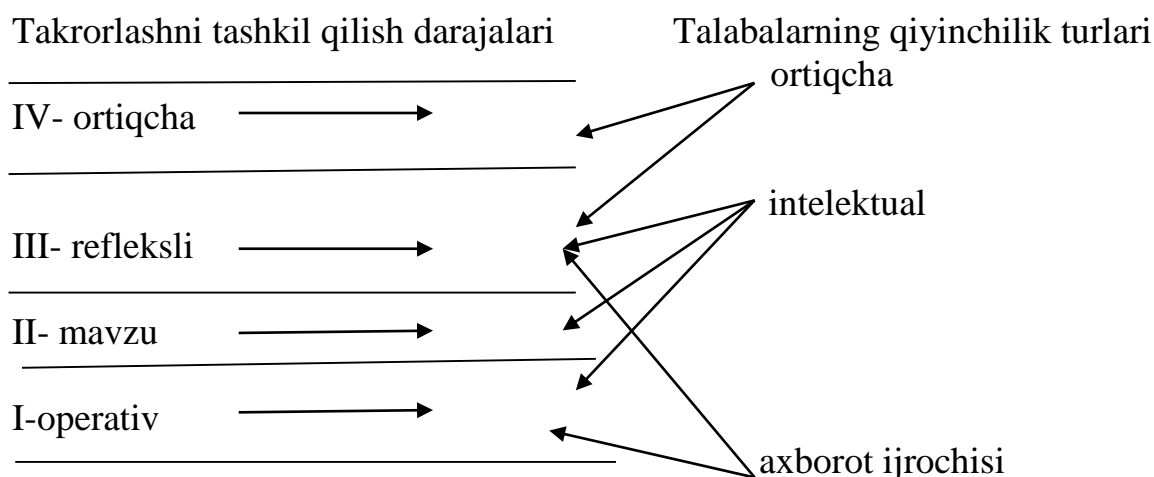 Takrorlashni tashkil qilish darajalari Talabalarning qiyinchilik turlari
ortiqcha
IV- ortiqcha
intelektual
III- refleksli
II- mavzu
I-operativ
axborot ijrochisi